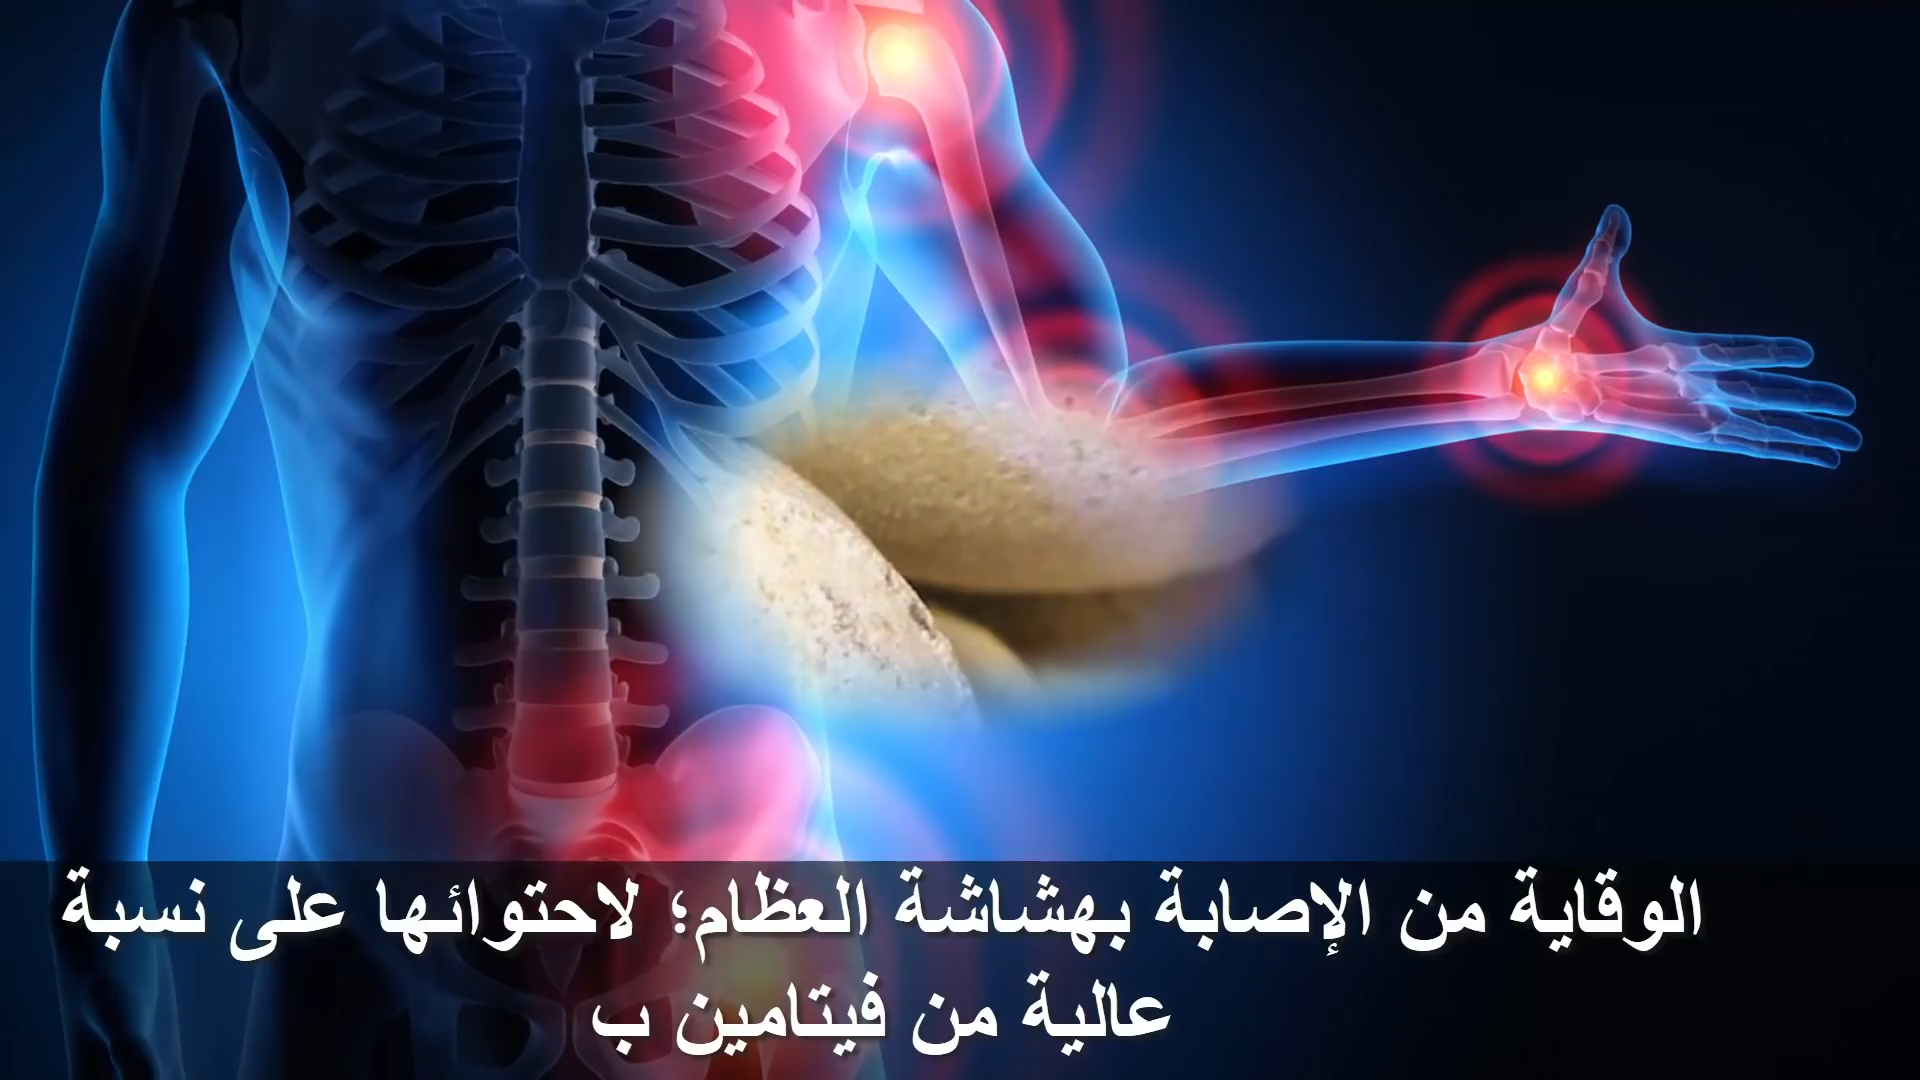 الوقاية من الإصابة بهشاشة العظام؛ لاحتوائها على نسبة
عالية من فيتامين ب